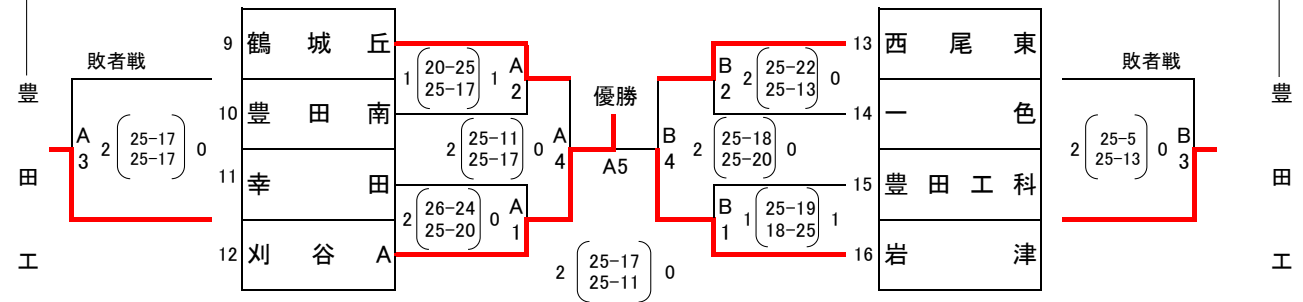 9 鶴城丘
13 西尾東
敗者戦
敗者戦
1 20-25 25-17 1 A 2
B 2 2 25-22 25-13 0
優勝
豊田工
豊田工
10 豊田南
14 一色
A 3 2 25-17 25-17 0
2 25-11 25-17 0 A 4
A5
B 4 2 25-18 25-20 0
2 25-5 25-13 0 B 3
11 幸田
15 豊田工科
2 26-24 25-20 0 A 1
B 1 1 25-19 18-25 1
12 刈谷A
16 岩津
2 25-17 25-11 0